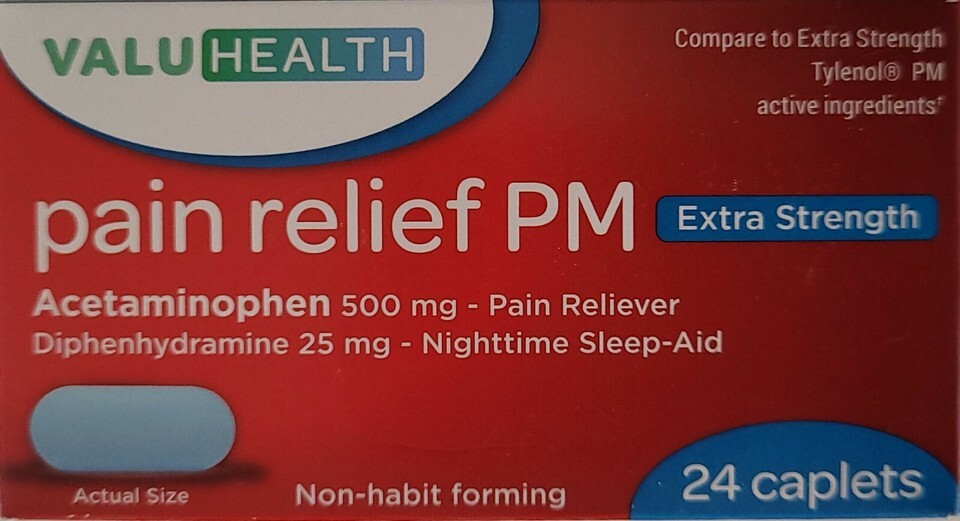 VALUHEALTH
Compare to Extra Strength
Tylenol® PM
active ingredients†
pain relief PM
Extra Strength
Acetaminophen 500 mg - Pain Reliever
Diphenhydramine 25 mg - Nighttime Sleep-Aid
Actual Size
Non-habit forming
24 caplets